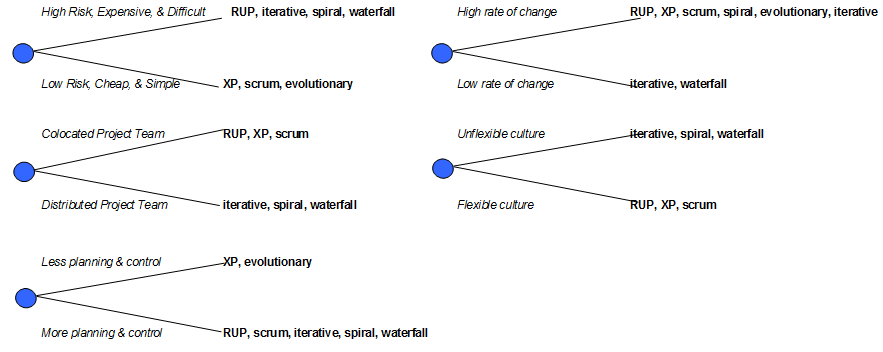 High Risk, Expensive, & Difficult
RUP, iterative, spiral, waterfall
Low Risk, Cheap, & Simple
XP, scrum, evolutionary
Colocated Project Team
RUP, XP, scrum
Distributed Project Team
iterative, spiral, waterfall
Less planning & control
XP, evolutionary
More planning & control
RUP, scrum, iterative, spiral, waterfall
High rate of change
RUP, XP, scrum, spiral, evolutionary, iterative
Low rate of change
iterative, waterfall
Unflexible culture
iterative, spiral, waterfall
Flexible culture
RUP, XP, scrum